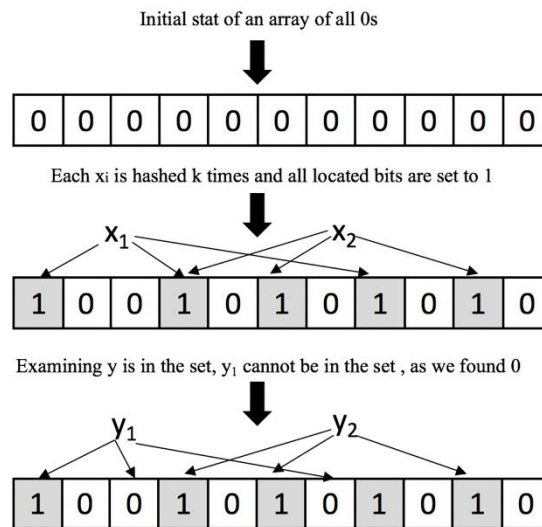 Initial stat of an array of all 0s
0 0 0 0 0 0 0 0 0 0 0
Each xi is hashed k times and all located bits are set to 1
x1 x2
1 0 0 1 0 1 0 1 0 1 0
Examining y is in the set, y1 cannot be in the set , as we found 0
y1 y2
1 0 0 1 0 1 0 1 0 1 0